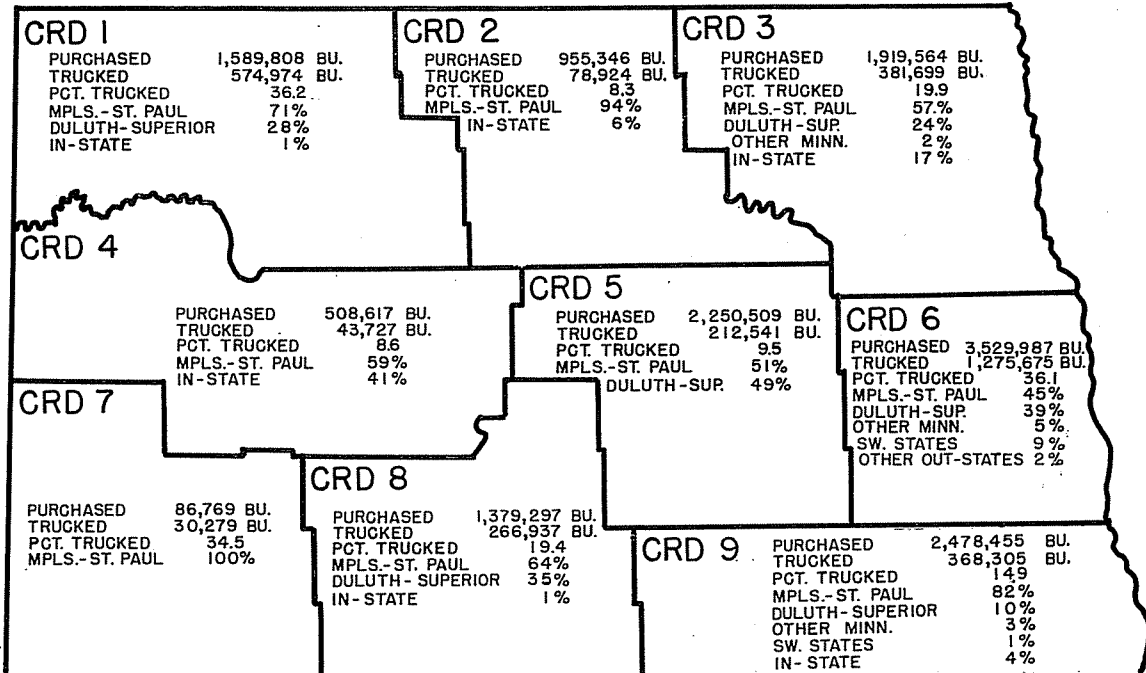 CRD 1
PURCHASED 1,589,808 BU.
TRUCKED 574,974 BU.
PCT. TRUCKED 36.2
MPLS.-ST. PAUL 71%
DULUTH-SUPERIOR 28%
IN-STATE 1%
CRD 2
PURCHASED 955,346 BU.
TRUCKED 78,924 BU.
PCT. TRUCKED 8.3
MPLS.-ST. PAUL 94%
IN-STATE 6%
CRD 3
PURCHASED 1,919,564 BU.
TRUCKED 381,699 BU.
PCT. TRUCKED 19.9
MPLS.-ST. PAUL 57%
DULUTH-SUP. 24%
OTHER MINN. 2%
IN-STATE 17%
CRD 4
PURCHASED 508,617 BU.
TRUCKED 43,727 BU.
PCT. TRUCKED 8.6
MPLS.-ST. PAUL 59%
IN-STATE 41%
CRD 5
PURCHASED 2,250,509 BU.
TRUCKED 212,541 BU.
PCT. TRUCKED 9.5
MPLS.-ST. PAUL 51%
DULUTH-SUP. 49%
CRD 6
PURCHASED 3,529,987 BU.
TRUCKED 1,275,675 BU.
PCT. TRUCKED 36.1
MPLS.-ST. PAUL 45%
DULUTH-SUP. 39%
OTHER MINN. 5%
SW. STATES 9%
OTHER OUT-STATES 2%
CRD 7
PURCHASED 86,769 BU.
TRUCKED 30,279 BU.
PCT. TRUCKED 34.5
MPLS.-ST. PAUL 100%
CRD 8
PURCHASED 1,379,297 BU.
TRUCKED 266,937 BU.
PCT. TRUCKED 19.4
MPLS.-ST. PAUL 64%
DULUTH-SUPERIOR 35%
IN-STATE 1%
CRD 9
PURCHASED 2,478,455 BU.
TRUCKED 368,305 BU.
PCT. TRUCKED 14.9
MPLS.-ST. PAUL 82%
DULUTH-SUPERIOR 10%
OTHER MINN. 3%
SW. STATES 1%
IN-STATE 4%